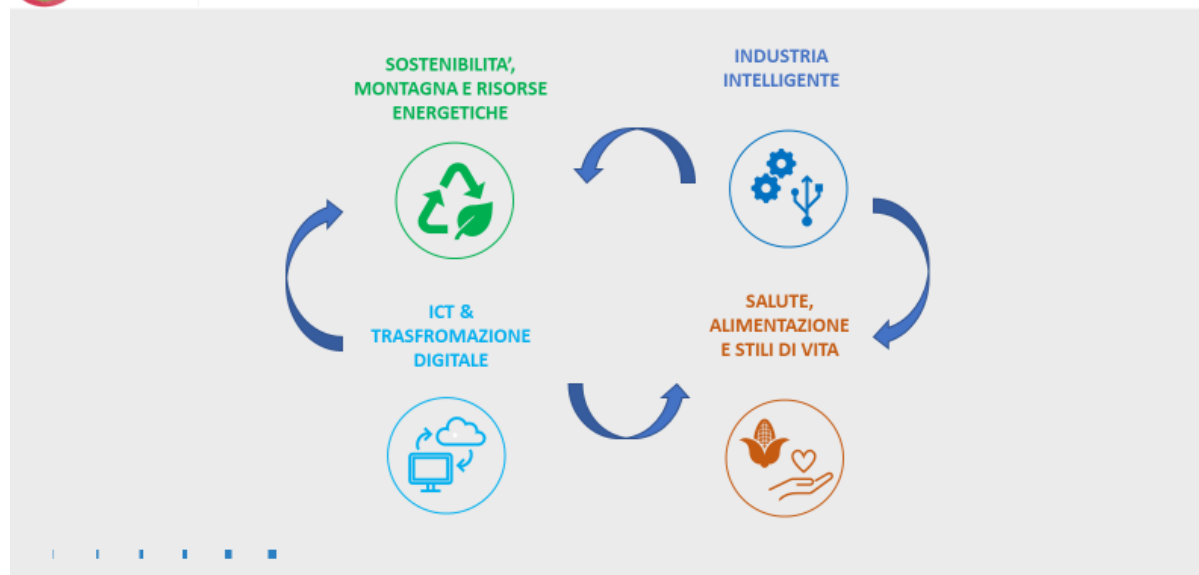 SOSTENIBILITA’,
MONTAGNA E RISORSE
ENERGETICHE
INDUSTRIA
INTELLIGENTE
ICT &
TRASFROMAZIONE
DIGITALE
SALUTE,
ALIMENTAZIONE
E STILI DI VITA